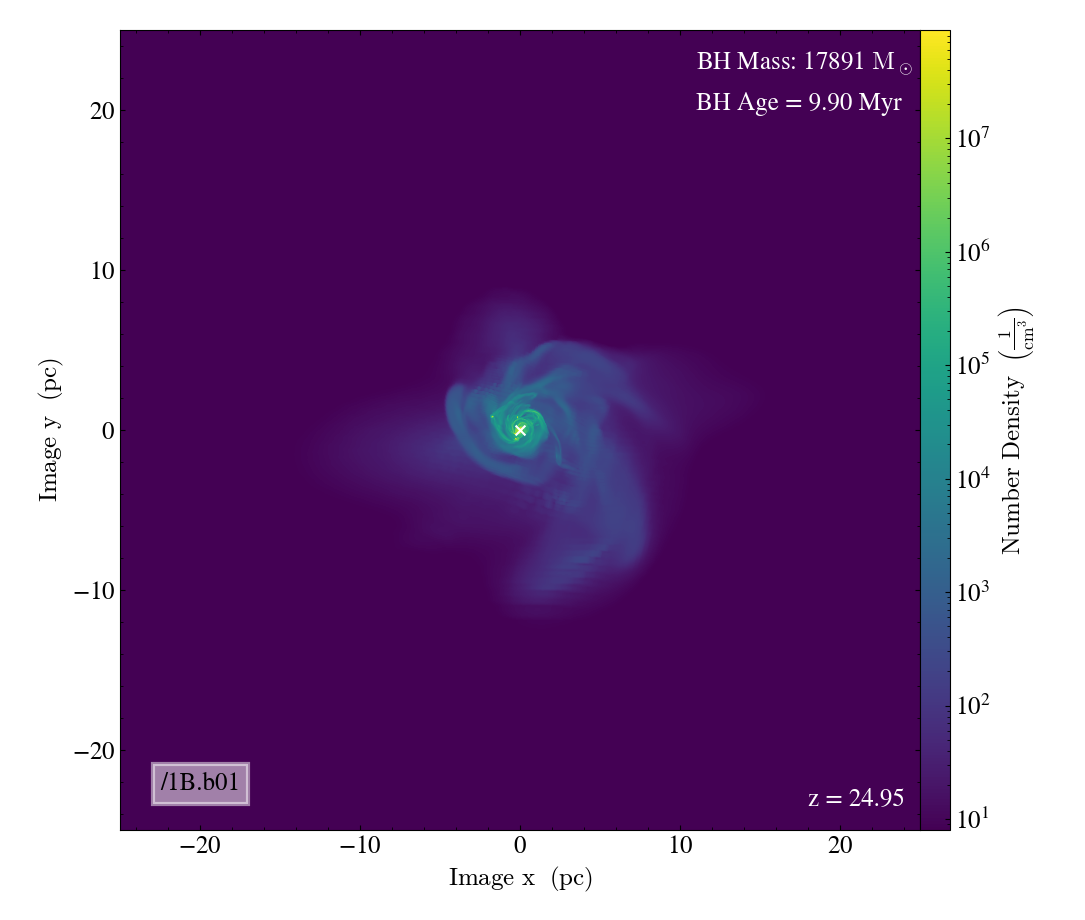 BH Mass: 17891 M⊙
BH Age = 9.90 Myr
20
10
0
−10
−20
Image y (pc)
/1B.b01
z = 24.95
−20 −10 0 10 20
Image x (pc)
10⁷
10⁶
10⁵
10⁴
10³
10²
10¹
Number Density (1/cm³)